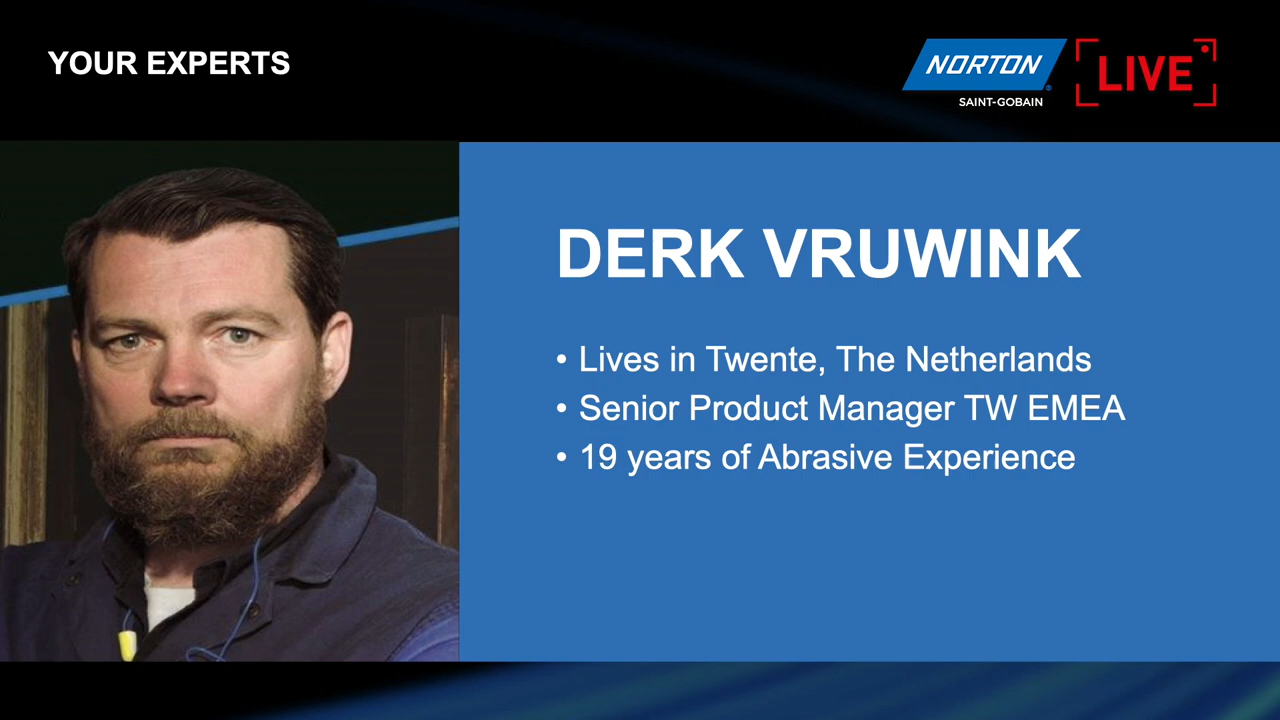 YOUR EXPERTS
NORTON
SAINT-GOBAIN
LIVE
DERK VRUWINK
• Lives in Twente, The Netherlands
• Senior Product Manager TW EMEA
• 19 years of Abrasive Experience